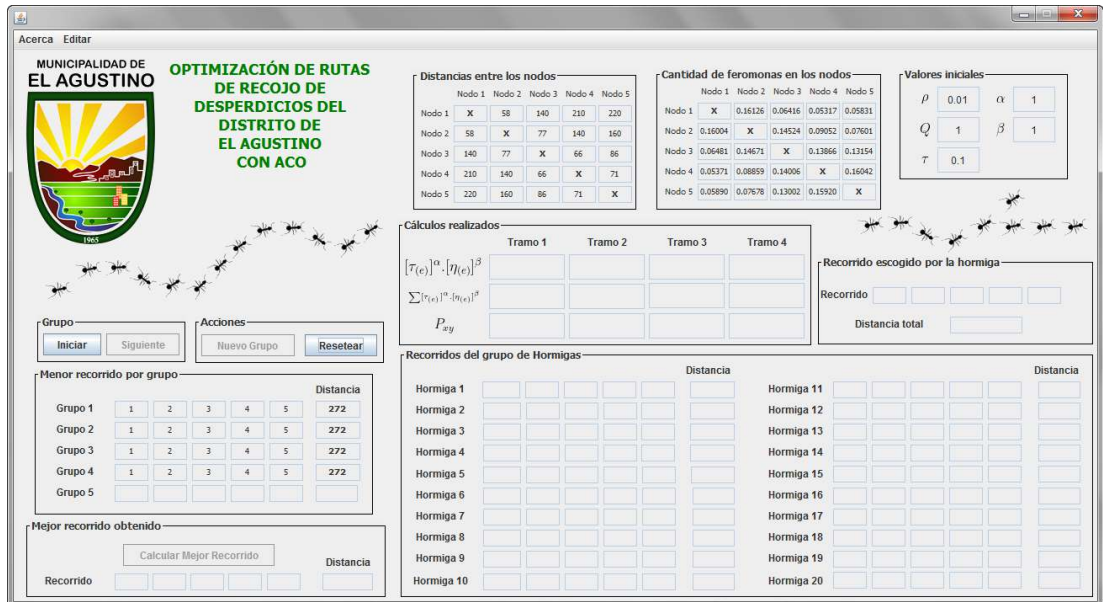 Acerca Editar
MUNICIPALIDAD DE
EL AGUSTINO
1965
OPTIMIZACIÓN DE RUTAS
DE RECOJO DE
DESPERDICIOS DEL
DISTRITO DE
EL AGUSTINO
CON ACO
Distancias entre los nodos
Nodo 1 Nodo 2 Nodo 3 Nodo 4 Nodo 5
Nodo 1 X 58 140 210 220
Nodo 2 58 X 77 140 160
Nodo 3 140 77 X 66 86
Nodo 4 210 140 66 X 71
Nodo 5 220 160 86 71 X
Cantidad de feromonas en los nodos
Nodo 1 Nodo 2 Nodo 3 Nodo 4 Nodo 5
Nodo 1 X 0.16126 0.06416 0.05317 0.05831
Nodo 2 0.16004 X 0.14524 0.09052 0.07601
Nodo 3 0.06481 0.14671 X 0.13866 0.13154
Nodo 4 0.05371 0.08859 0.14006 X 0.16042
Nodo 5 0.05890 0.07678 0.13002 0.15920 X
Valores iniciales
ρ 0.01 α 1
Q 1 β 1
τ 0.1
Cálculos realizados
Tramo 1 Tramo 2 Tramo 3 Tramo 4
[τ(e)]^α.[η(e)]^β
∑[τ(e)]^α.[η(e)]^β
P_xy
Recorrido escogido por la hormiga
Recorrido
Distancia total
Grupo
Iniciar Siguiente
Acciones
Nuevo Grupo Resetear
Menor recorrido por grupo
Distancia
Grupo 1 1 2 3 4 5 272
Grupo 2 1 2 3 4 5 272
Grupo 3 1 2 3 4 5 272
Grupo 4 1 2 3 4 5 272
Grupo 5
Mejor recorrido obtenido
Calcular Mejor Recorrido
Distancia
Recorrido
Recorridos del grupo de Hormigas
Distancia Distancia
Hormiga 1 Hormiga 11
Hormiga 2 Hormiga 12
Hormiga 3 Hormiga 13
Hormiga 4 Hormiga 14
Hormiga 5 Hormiga 15
Hormiga 6 Hormiga 16
Hormiga 7 Hormiga 17
Hormiga 8 Hormiga 18
Hormiga 9 Hormiga 19
Hormiga 10 Hormiga 20